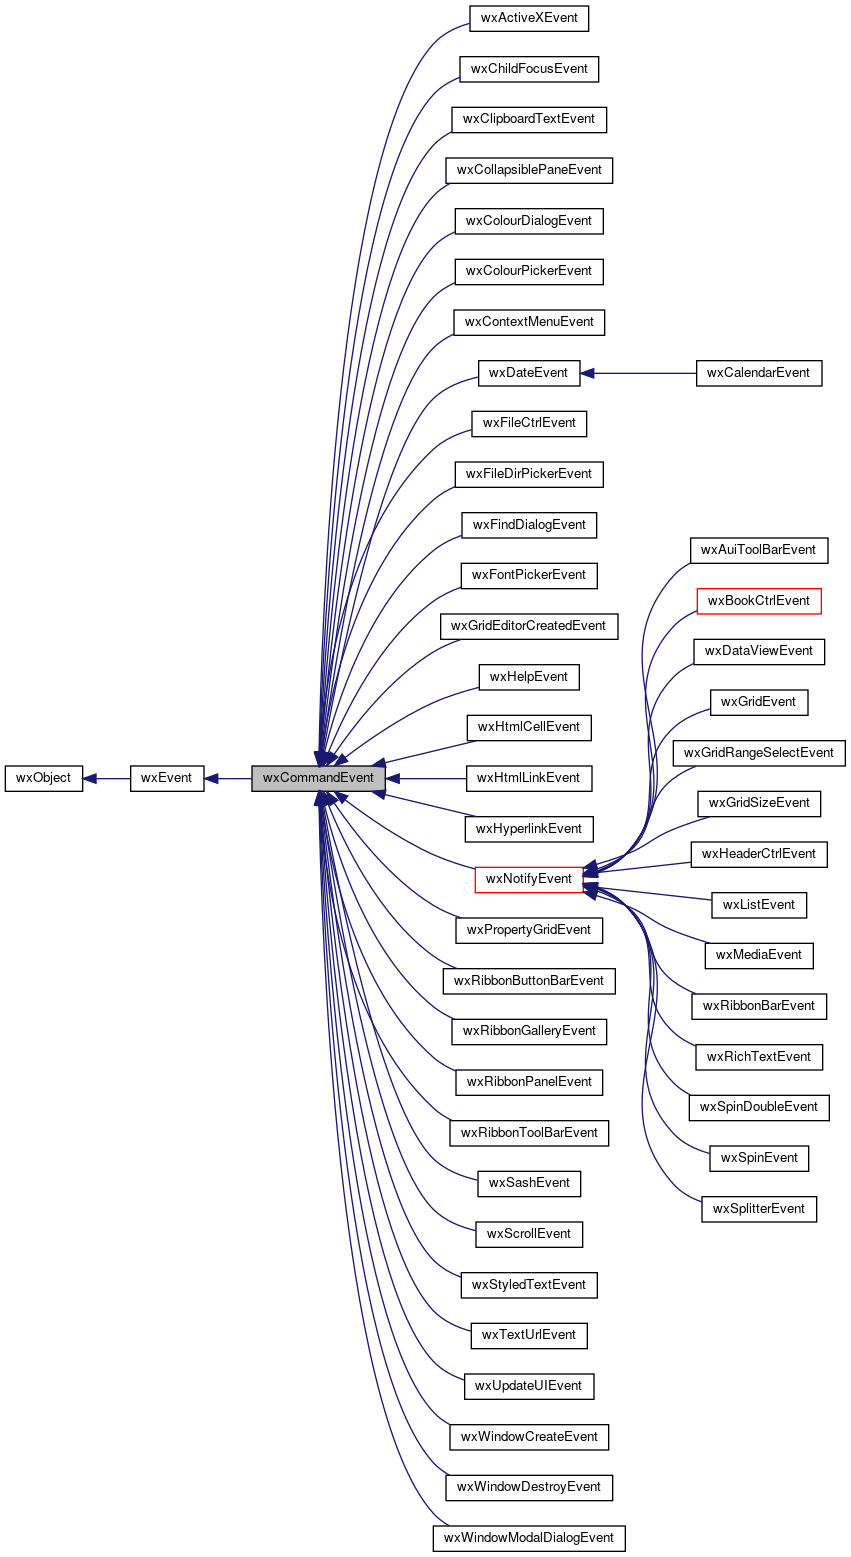 wxActiveXEvent
wxChildFocusEvent
wxClipboardTextEvent
wxCollapsiblePaneEvent
wxColourDialogEvent
wxColourPickerEvent
wxContextMenuEvent
wxDateEvent
wxCalendarEvent
wxFileCtrlEvent
wxFileDirPickerEvent
wxFindDialogEvent
wxFontPickerEvent
wxGridEditorCreatedEvent
wxHelpEvent
wxHtmlCellEvent
wxObject
wxEvent
wxCommandEvent
wxHtmlLinkEvent
wxHyperlinkEvent
wxNotifyEvent
wxPropertyGridEvent
wxRibbonButtonBarEvent
wxRibbonGalleryEvent
wxRibbonPanelEvent
wxRibbonToolBarEvent
wxSashEvent
wxScrollEvent
wxStyledTextEvent
wxTextUrlEvent
wxUpdateUIEvent
wxWindowCreateEvent
wxWindowDestroyEvent
wxWindowModalDialogEvent
wxAuiToolBarEvent
wxBookCtrlEvent
wxDataViewEvent
wxGridEvent
wxGridRangeSelectEvent
wxGridSizeEvent
wxHeaderCtrlEvent
wxListEvent
wxMediaEvent
wxRibbonBarEvent
wxRichTextEvent
wxSpinDoubleEvent
wxSpinEvent
wxSplitterEvent